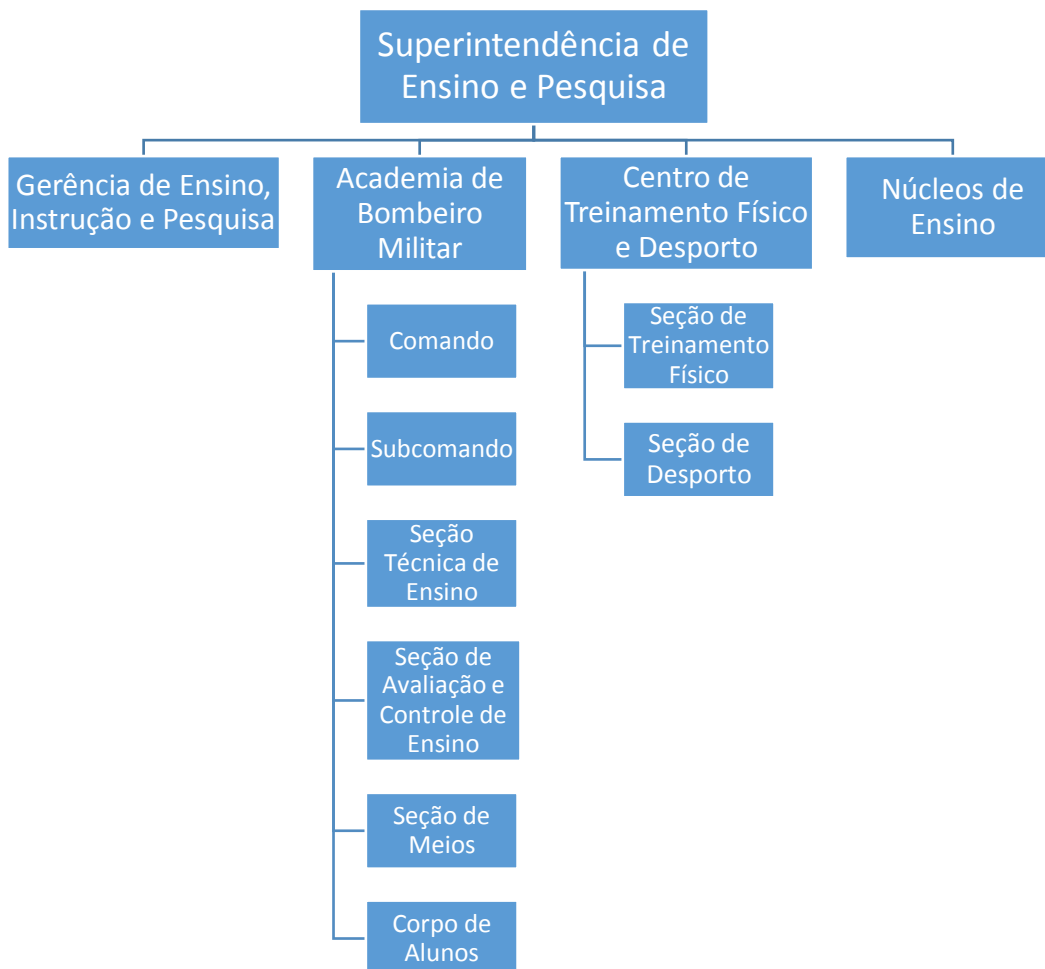 Superintendência de
Ensino e Pesquisa
Gerência de Ensino,
Instrução e Pesquisa
Academia de
Bombeiro
Militar
Centro de
Treinamento Físico
e Desporto
Núcleos de
Ensino
Comando
Subcomando
Seção
Técnica de
Ensino
Seção de
Avaliação e
Controle de
Ensino
Seção de
Meios
Corpo de
Alunos
Seção de
Treinamento
Físico
Seção de
Desporto